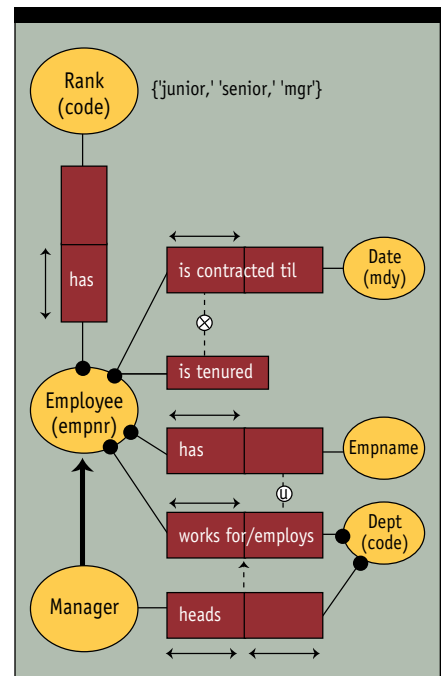 Rank
(code)
{'junior,' 'senior,' 'mgr'}
has
is contracted til
Date
(mdy)
is tenured
Employee
(empnr)
has
Empname
u
works for/employs
Dept
(code)
Manager
heads